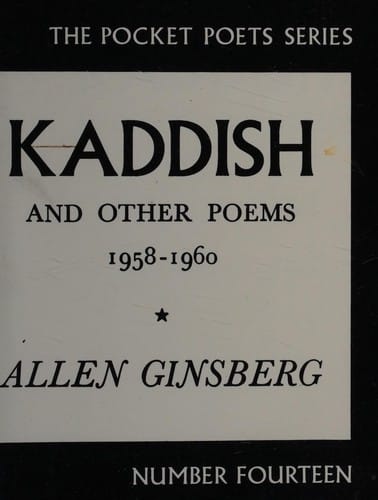 THE POCKET POETS SERIES
KADDISH
AND OTHER POEMS
1958-1960
★
ALLEN GINSBERG
NUMBER FOURTEEN